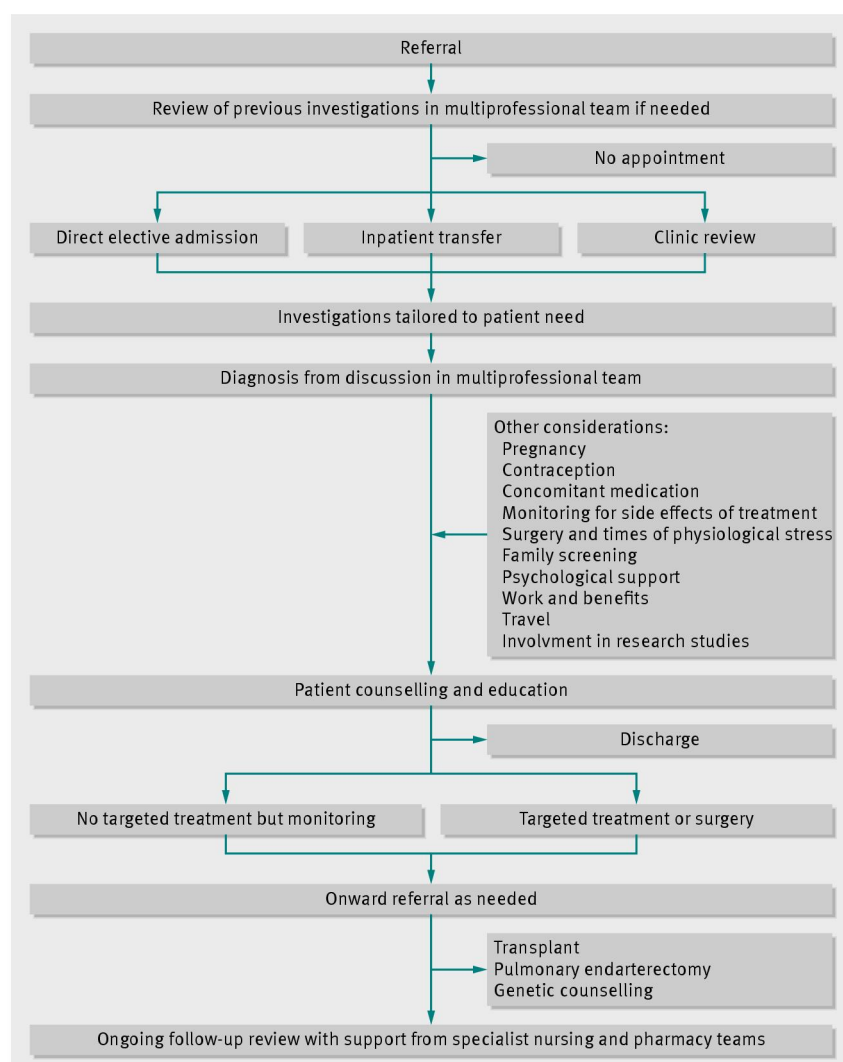 Referral
Review of previous investigations in multiprofessional team if needed
No appointment
Direct elective admission
Inpatient transfer
Clinic review
Investigations tailored to patient need
Diagnosis from discussion in multiprofessional team
Other considerations:
Pregnancy
Contraception
Concomitant medication
Monitoring for side effects of treatment
Surgery and times of physiological stress
Family screening
Psychological support
Work and benefits
Travel
Involvment in research studies
Patient counselling and education
Discharge
No targeted treatment but monitoring
Targeted treatment or surgery
Onward referral as needed
Transplant
Pulmonary endarterectomy
Genetic counselling
Ongoing follow-up review with support from specialist nursing and pharmacy teams